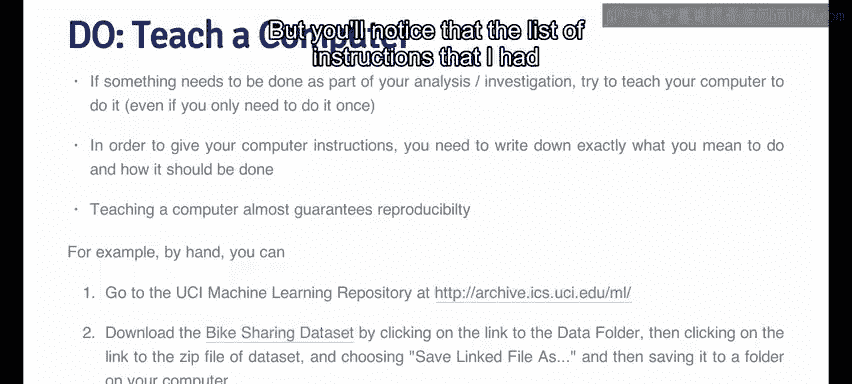 DO: Teach a Computer
But you'll notice that the list of
instructions that I had
· If something needs to be done as part of your analysis / investigation, try to teach your computer to
do it (even if you only need to do it once)
· In order to give your computer instructions, you need to write down exactly what you mean to do
and how it should be done
· Teaching a computer almost guarantees reproducibilty
For example, by hand, you can
1. Go to the UCI Machine Learning Repository at http://archive.ics.uci.edu/ml/
2. Download the Bike Sharing Dataset by clicking on the link to the Data Folder, then clicking on the
link to the zip file of dataset, and choosing "Save Linked File As..." and then saving it to a folder
on your computer